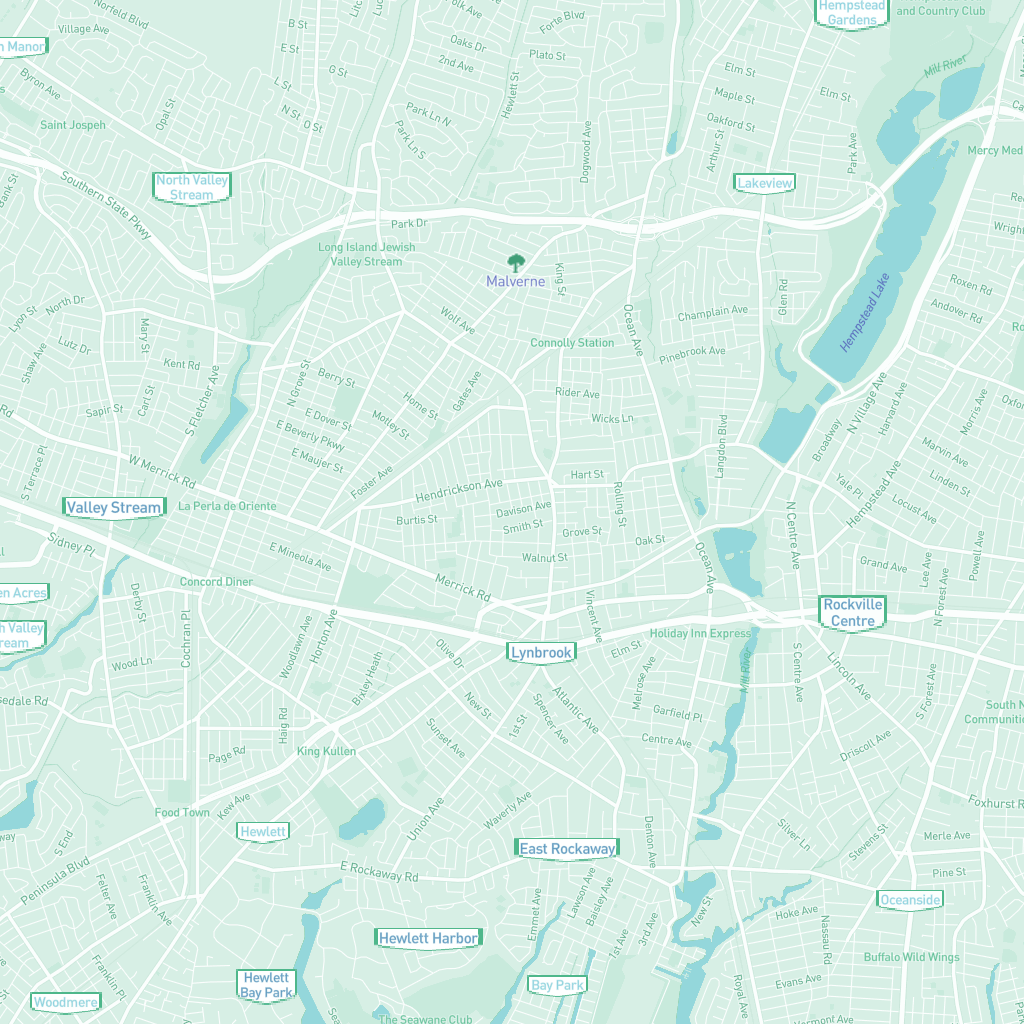 Norfeld Blvd
Village Ave
B St
E St
G St
L St
N St
O St
Forte Blvd
Oaks Dr
2nd Ave
Plato St
Hewlett St
Hempstead
Gardens
and Country Club
Mill River
Elm St
Maple St
Oakford St
Elm St
Arthur St
Park Ave
Byron Ave
Saint Jospeh
Opal St
Park Ln N
Park Ln S
Dogwood Ave
Mercy Med
Lakeview
North Valley
Stream
Southern State Pkwy
Bank St
Park Dr
Long Island Jewish
Valley Stream
Malverne
King St
Ocean Ave
Glen Rd
Champlain Ave
Pinebrook Ave
Hempstead Lake
Roxen Rd
Andover Rd
Lyon St
North Dr
Lutz Dr
Shaw Ave
Mary St
Kent Rd
Carl St
Sapir St
S Fletcher Ave
N Grove St
Wolf Ave
Connolly Station
Berry St
Home St
Gates Ave
Motley St
E Dover St
E Beverly Pkwy
E Maujer St
Rider Ave
Wicks Ln
Langdon Blvd
N Village Ave
Harvard Ave
Broadway
Morris Ave
Marvin Ave
Linden St
Locust Ave
Yale Pl
Hempstead Ave
S Terrace Pl
W Merrick Rd
Foster Ave
Hendrickson Ave
Hart St
Rolling St
Valley Stream
La Perla de Oriente
Burtis St
Davison Ave
Smith St
Grove St
Oak St
Walnut St
N Centre Ave
Ocean Ave
Powell Ave
Grand Ave
Lee Ave
N Forest Ave
Sidney Pl
E Mineola Ave
Concord Diner
Merrick Rd
Derby St
Cochran Pl
Horton Ave
Woodlawn Ave
Vincent Ave
Rockville
Centre
Holiday Inn Express
Lynbrook
Elm St
Olive Dr
Bixley Heath
Wood Ln
Mill River
Melrose Ave
S Centre Ave
Lincoln Ave
S Forest Ave
New St
Atlantic Ave
Spencer Ave
1st St
Garfield Pl
Centre Ave
Sunset Ave
Haig Rd
Page Rd
King Kullen
Driscoll Ave
Food Town
Kew Ave
Hewlett
Union Ave
Waverly Ave
Denton Ave
Silver Ln
Stevens St
Foxhurst R
Merle Ave
Pine St
S End
Peninsula Blvd
Felter Ave
Franklin Ave
E Rockaway Rd
East Rockaway
Oceanside
Emmet Ave
Lawson Ave
Baisley Ave
New St
Hoke Ave
Hewlett Harbor
1st Ave
3rd Ave
Nassau Rd
Buffalo Wild Wings
Franklin Pl
Woodmere
Hewlett
Bay Park
Bay Park
Royal Ave
Evans Ave
Vermont Ave
The Seawane Club